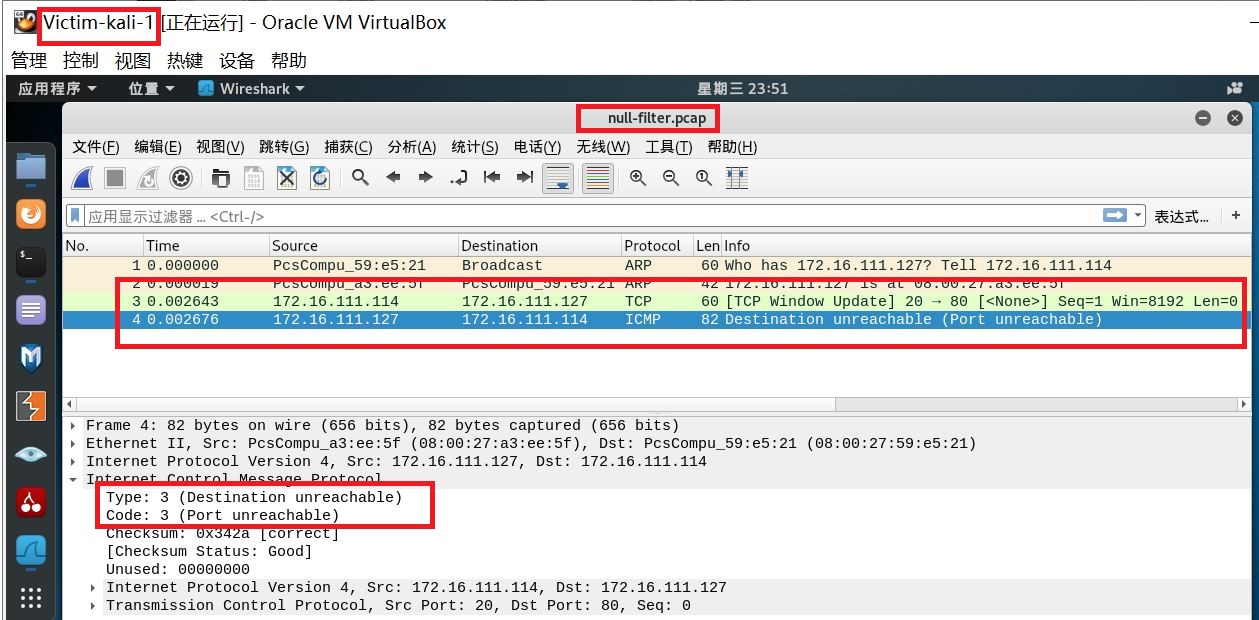 Victim-kali-1 [正在运行] - Oracle VM VirtualBox
管理 控制 视图 热键 设备 帮助
应用程序 位置 Wireshark 星期三 23:51
null-filter.pcap
文件(F) 编辑(E) 视图(V) 跳转(G) 捕获(C) 分析(A) 统计(S) 电话(Y) 无线(W) 工具(T) 帮助(H)
应用显示过滤器 … <Ctrl-/> 表达式… +
No. Time Source Destination Protocol Len Info
1 0.000000 PcsCompu_59:e5:21 Broadcast ARP 60 Who has 172.16.111.127? Tell 172.16.111.114
2 0.000019 PcsCompu_a3:ee:5f PcsCompu_59:e5:21 ARP 42 172.16.111.127 is at 08:00:27:a3:ee:5f
3 0.002643 172.16.111.114 172.16.111.127 TCP 60 [TCP Window Update] 20 → 80 [<None>] Seq=1 Win=8192 Len=0
4 0.002676 172.16.111.127 172.16.111.114 ICMP 82 Destination unreachable (Port unreachable)
Frame 4: 82 bytes on wire (656 bits), 82 bytes captured (656 bits)
Ethernet II, Src: PcsCompu_a3:ee:5f (08:00:27:a3:ee:5f), Dst: PcsCompu_59:e5:21 (08:00:27:59:e5:21)
Internet Protocol Version 4, Src: 172.16.111.127, Dst: 172.16.111.114
Internet Control Message Protocol
Type: 3 (Destination unreachable)
Code: 3 (Port unreachable)
Checksum: 0x342a [correct]
[Checksum Status: Good]
Unused: 00000000
Internet Protocol Version 4, Src: 172.16.111.114, Dst: 172.16.111.127
Transmission Control Protocol, Src Port: 20, Dst Port: 80, Seq: 0